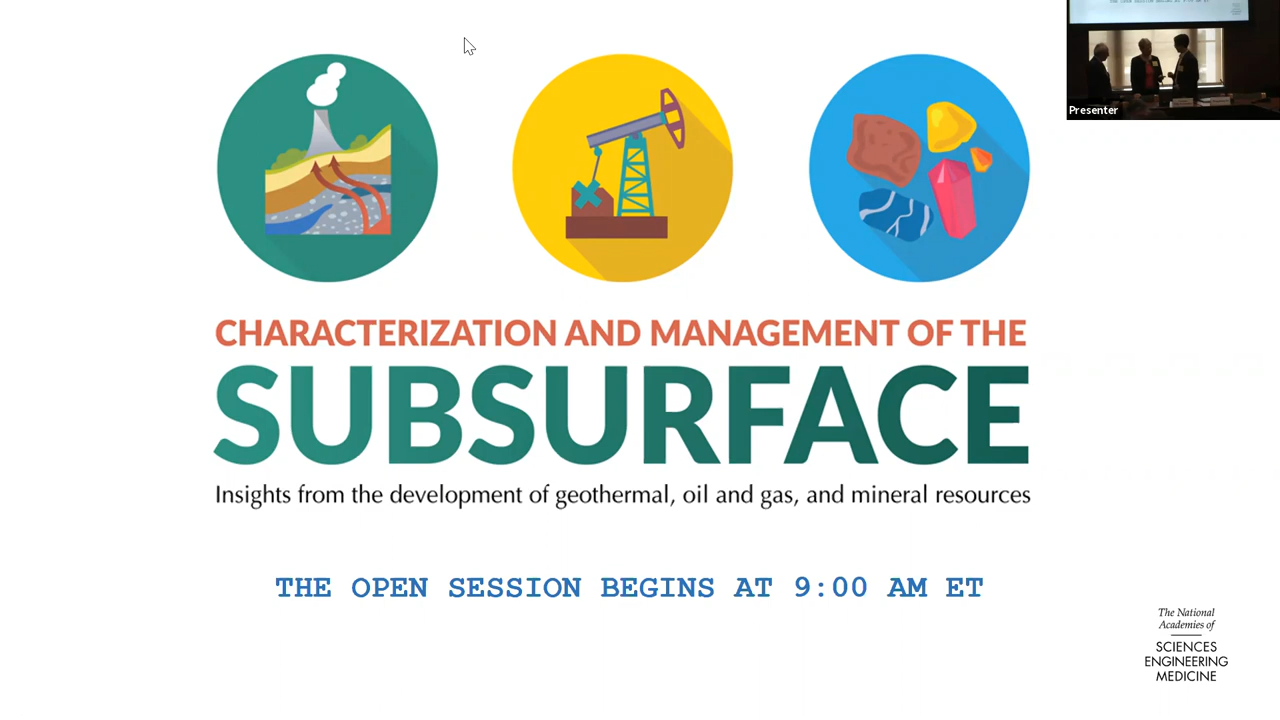 Presenter
CHARACTERIZATION AND MANAGEMENT OF THE
SUBSURFACE
Insights from the development of geothermal, oil and gas, and mineral resources
THE OPEN SESSION BEGINS AT 9:00 AM ET
The National
Academies of
SCIENCES
ENGINEERING
MEDICINE